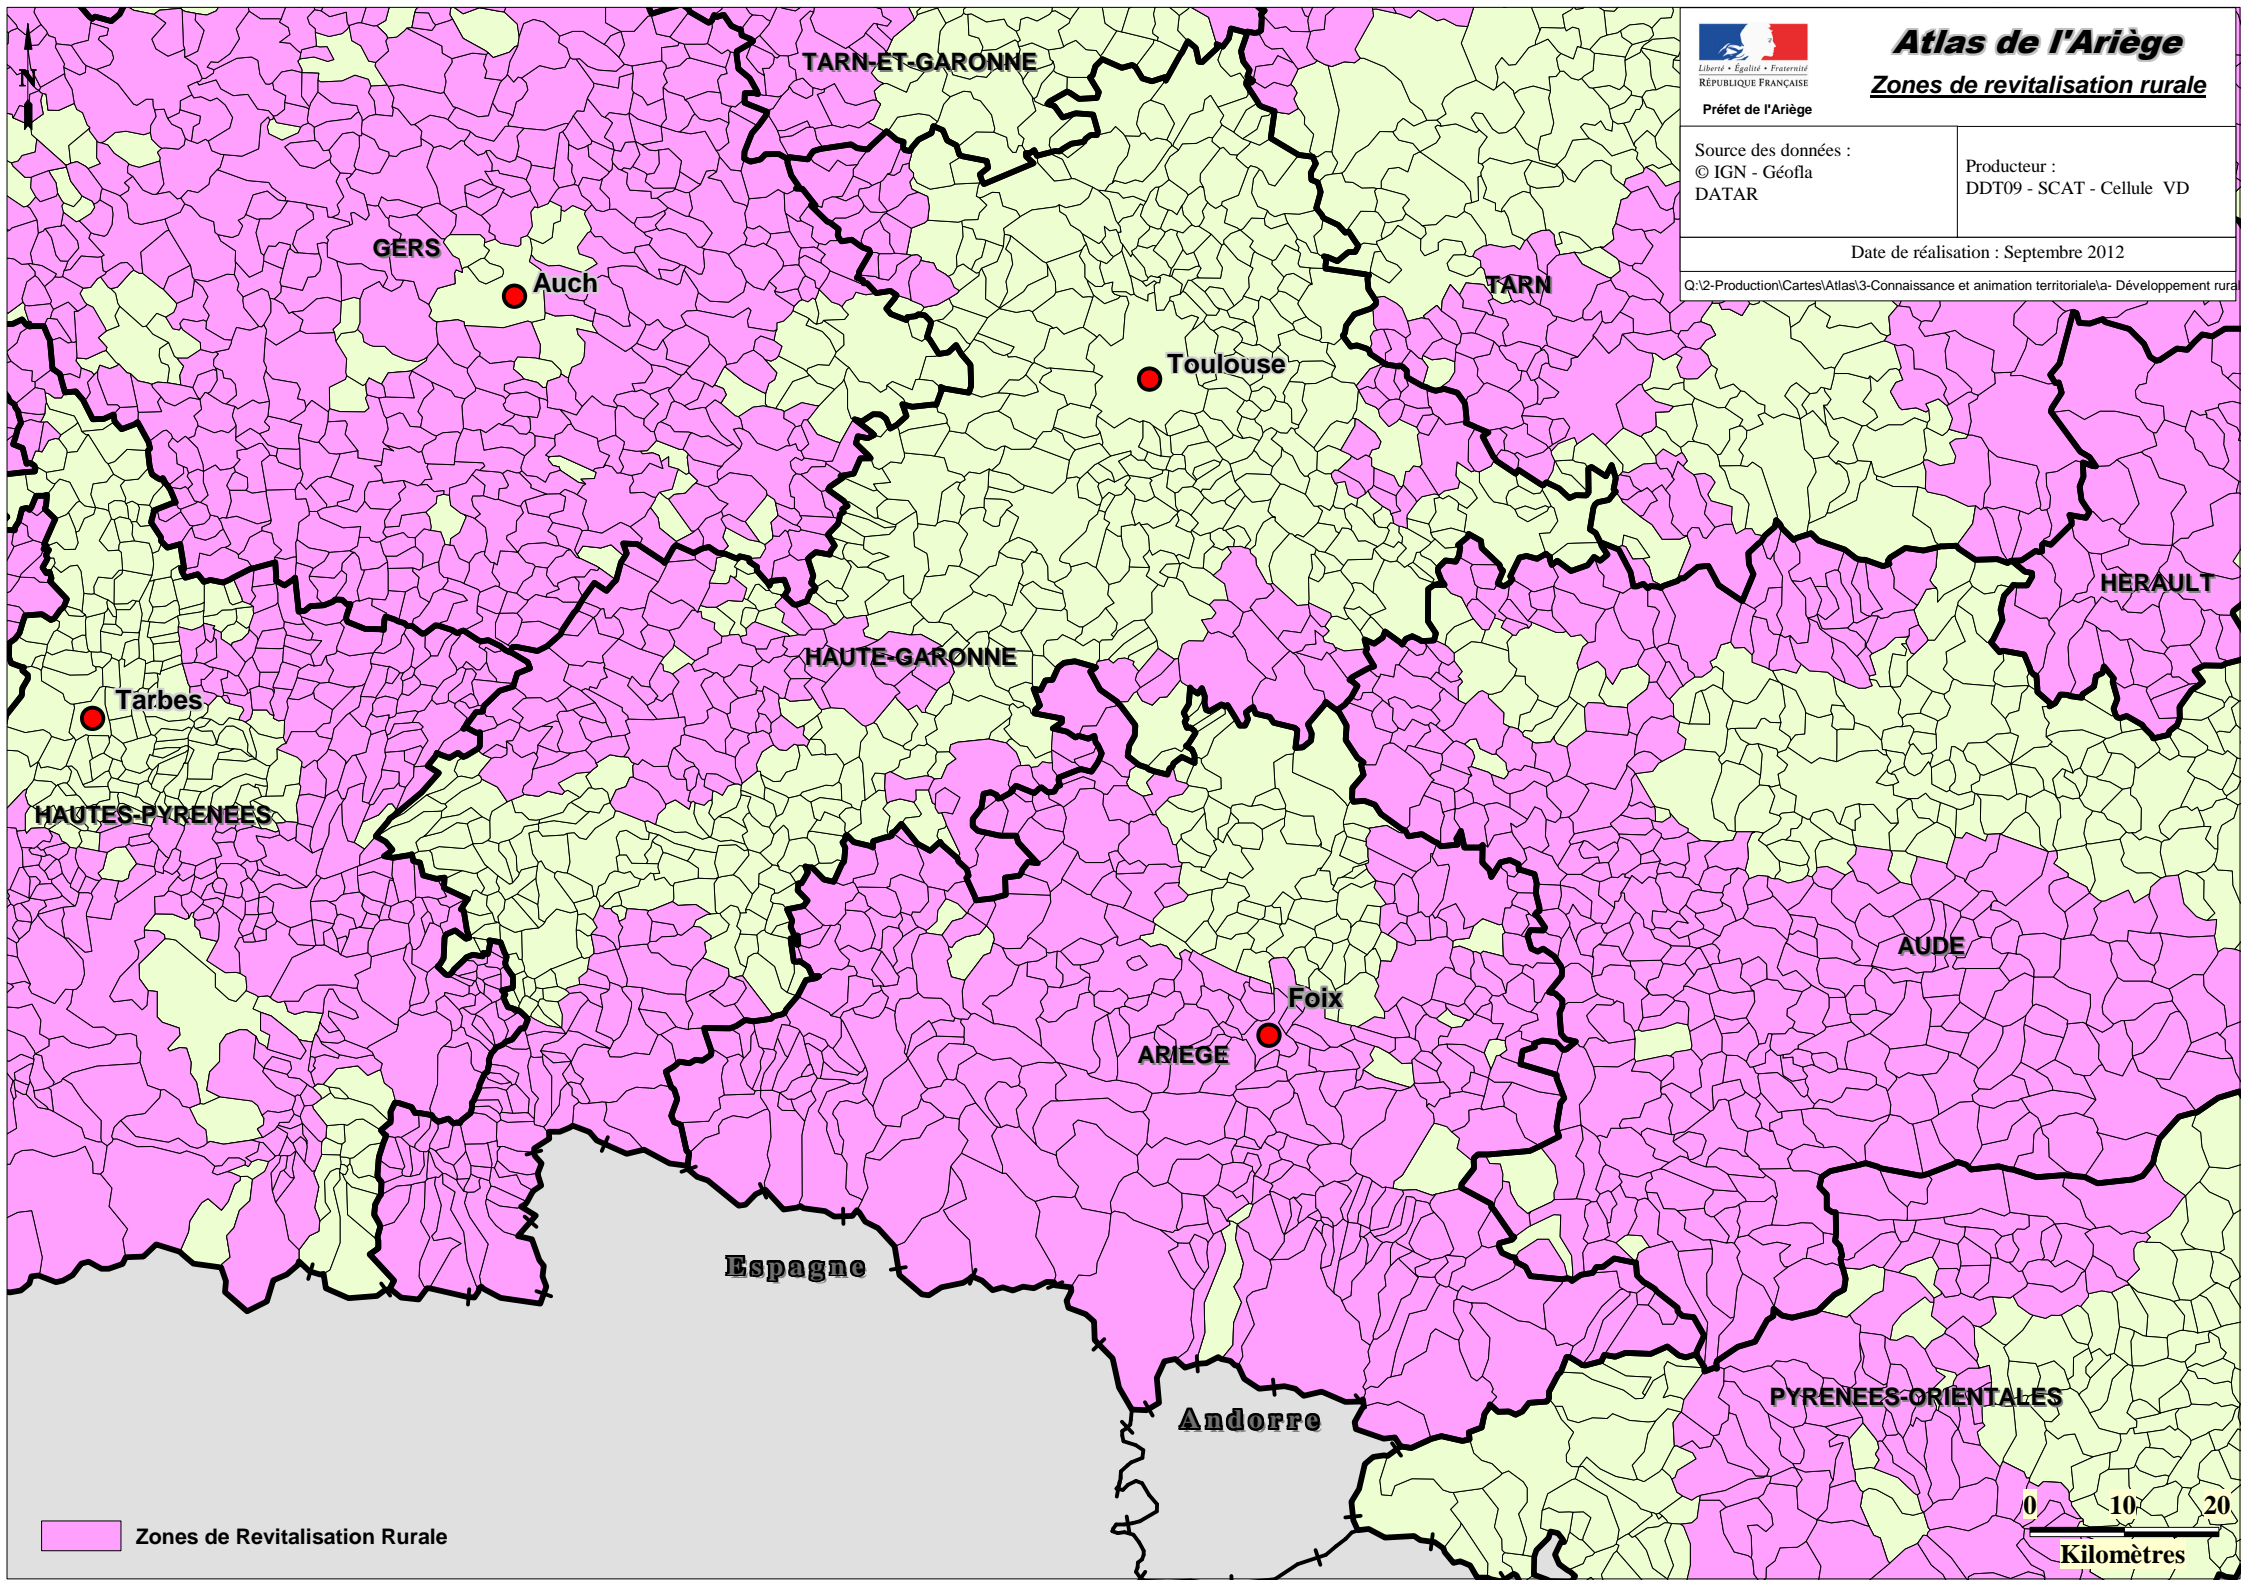 Atlas de l'Ariège
Zones de revitalisation rurale
Liberté • Égalité • Fraternité
RÉPUBLIQUE FRANÇAISE
Préfet de l'Ariège
Source des données :
© IGN - Géofla
DATAR
Producteur :
DDT09 - SCAT - Cellule VD
Date de réalisation : Septembre 2012
Q:\2-Production\Cartes\Atlas\3-Connaissance et animation territoriale\a- Développement rural
N
TARN-ET-GARONNE
GERS
Auch
TARN
Toulouse
HERAULT
HAUTE-GARONNE
Tarbes
HAUTES-PYRENEES
AUDE
Foix
ARIEGE
Espagne
PYRENEES-ORIENTALES
Andorre
0 10 20
Kilomètres
Zones de Revitalisation Rurale